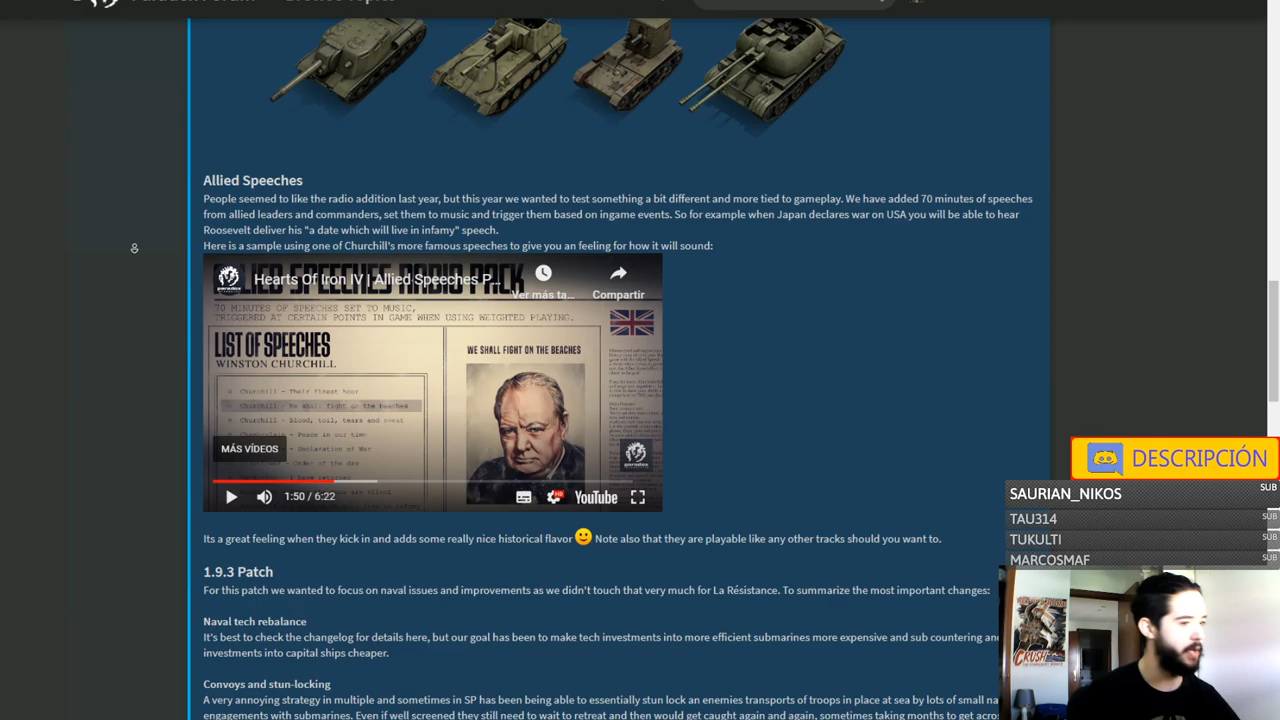 Allied Speeches
People seemed to like the radio addition last year, but this year we wanted to test something a bit different and more tied to gameplay. We have added 70 minutes of speeches
from allied leaders and commanders, set them to music and trigger them based on ingame events. So for example when Japan declares war on USA you will be able to hear
Roosevelt deliver his "a date which will live in infamy" speech.
Here is a sample using one of Churchill's more famous speeches to give you an feeling for how it will sound:
Hearts Of Iron IV I Allied Speeches P...
Ver más ta...
Compartir
ALLIED SPEECHES RADIO PACK
70 MINUTES OF SPEECHES SET TO MUSIC,
TRIGGERED AT CERTAIN POINTS IN GAME WHEN USING WEIGHTED PLAYING.
LIST OF SPEECHES
WINSTON CHURCHILL
WE SHALL FIGHT ON THE BEACHES
Churchill - Their finest hour
Churchill - We shall fight on the beaches
Churchill - Blood, toil, tears and sweat
Chamberlain - Peace in our time
- Declaration of War
- Order of the day
MÁS VÍDEOS
paradox
1:50 / 6:22
HD
YouTube
Its a great feeling when they kick in and adds some really nice historical flavor Note also that they are playable like any other tracks should you want to.
1.9.3 Patch
For this patch we wanted to focus on naval issues and improvements as we didn't touch that very much for La Résistance. To summarize the most important changes:
Naval tech rebalance
It's best to check the changelog for details here, but our goal has been to make tech investments into more efficient submarines more expensive and sub countering and
investments into capital ships cheaper.
Convoys and stun-locking
A very annoying strategy in multiple and sometimes in SP has been being able to essentially stun lock an enemies transports of troops in place at sea by lots of small na
engagements with submarines. Even if well screened they still need to wait to retreat and then would get caught again and again, sometimes taking months to get acros
DESCRIPCIÓN
SAURIAN_NIKOS SUB
TAU314 SUB
TUKULTI SUB
MARCOSMAF SUB
CRUSH